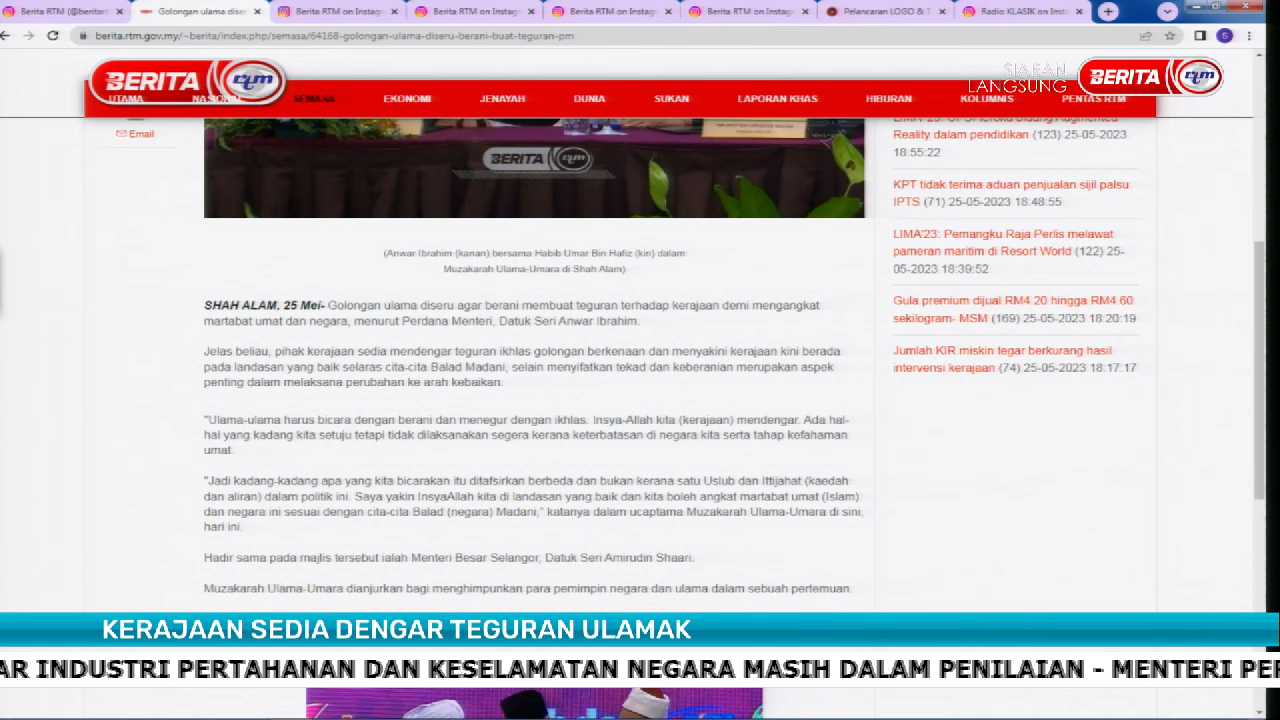 Berita RTM (@beritart
Golongan ulama diser
Berita RTM on Instag
Berita RTM on Instag
Berita RTM on Instag
Berita RTM on Instag
Pelancaran LOGO & T
Radio KLASIK on Inst
berita.rtm.gov.my/~berita/index.php/semasa/64168-golongan-ulama-diseru-berani-buat-teguran-pm
S
BERITA rtm
SIARAN
LANGSUNG
BERITA rtm
UTAMA NASIONAL SEMASA EKONOMI JENAYAH DUNIA SUKAN LAPORAN KHAS HIBURAN KOLUMNIS PENTAS RTM
Email
BERITA rtm
(Anwar Ibrahim (kanan) bersama Habib Umar Bin Hafiz (kiri) dalam
Muzakarah Ulama-Umara di Shah Alam)
SHAH ALAM, 25 Mei- Golongan ulama diseru agar berani membuat teguran terhadap kerajaan demi mengangkat
martabat umat dan negara, menurut Perdana Menteri, Datuk Seri Anwar Ibrahim.
Jelas beliau, pihak kerajaan sedia mendengar teguran ikhlas golongan berkenaan dan menyakini kerajaan kini berada
pada landasan yang baik selaras cita-cita Balad Madani, selain menyifatkan tekad dan keberanian merupakan aspek
penting dalam melaksana perubahan ke arah kebaikan.
"Ulama-ulama harus bicara dengan berani dan menegur dengan ikhlas. Insya-Allah kita (kerajaan) mendengar. Ada hal-
hal yang kadang kita setuju tetapi tidak dilaksanakan segera kerana keterbatasan di negara kita serta tahap kefahaman
umat.
"Jadi kadang-kadang apa yang kita bicarakan itu ditafsirkan berbeda dan bukan kerana satu Uslub dan Ittijahat (kaedah
dan aliran) dalam politik ini. Saya yakin InsyaAllah kita di landasan yang baik dan kita boleh angkat martabat umat (Islam)
dan negara ini sesuai dengan cita-cita Balad (negara) Madani," katanya dalam ucaptama Muzakarah Ulama-Umara di sini,
hari ini.
Hadir sama pada majlis tersebut ialah Menteri Besar Selangor, Datuk Seri Amirudin Shaari.
Muzakarah Ulama-Umara dianjurkan bagi menghimpunkan para pemimpin negara dan ulama dalam sebuah pertemuan.
Reality dalam pendidikan (123) 25-05-2023
18:55:22
KPT tidak terima aduan penjualan sijil palsu
IPTS (71) 25-05-2023 18:48:55
LIMA'23: Pemangku Raja Perlis melawat
pameran maritim di Resort World (122) 25-
05-2023 18:39:52
Gula premium dijual RM4.20 hingga RM4.60
sekilogram- MSM (169) 25-05-2023 18:20:19
Jumlah KIR miskin tegar berkurang hasil
intervensi kerajaan (74) 25-05-2023 18:17:17
KERAJAAN SEDIA DENGAR TEGURAN ULAMAK
AR INDUSTRI PERTAHANAN DAN KESELAMATAN NEGARA MASIH DALAM PENILAIAN - MENTERI PER